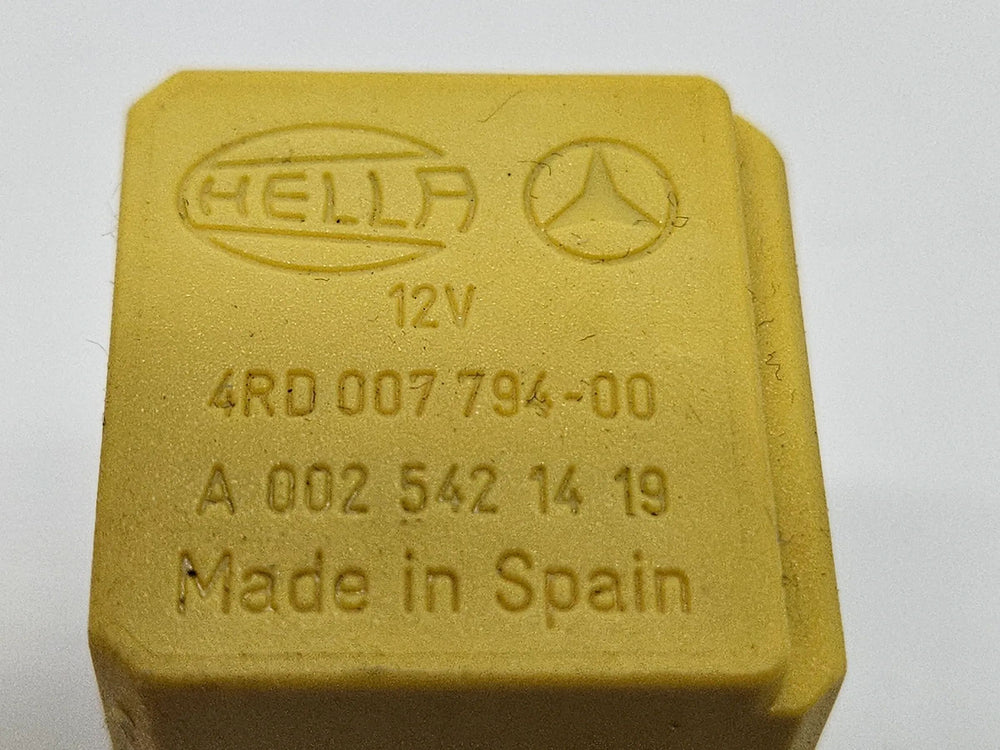 HELLA
12V
4RD 007 794-00
A 002 542 14 19
Made in Spain